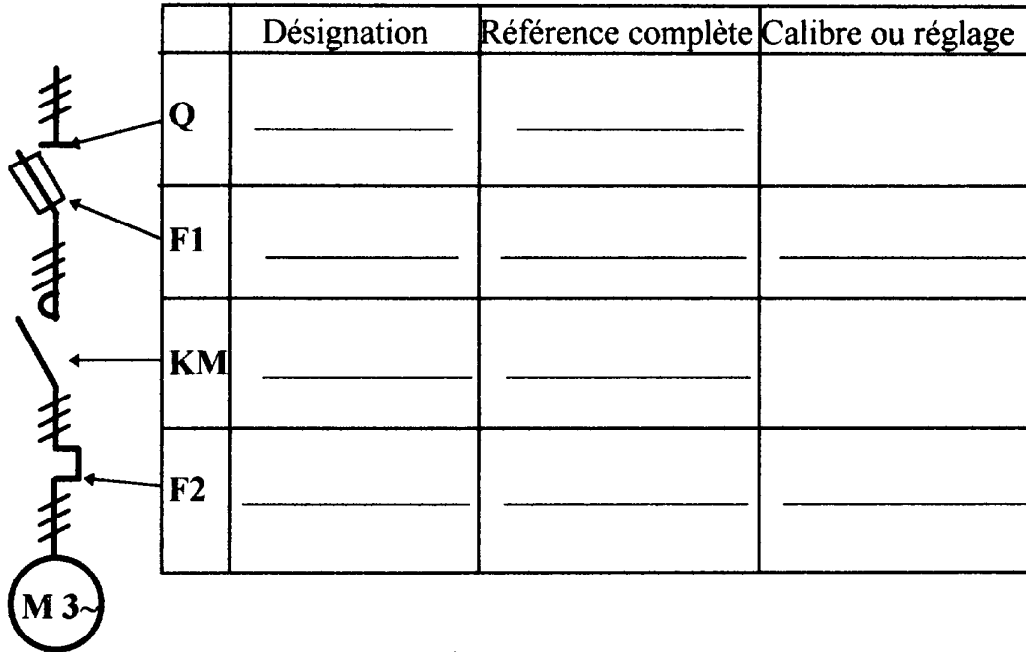 Désignation Référence complète Calibre ou réglage
Q
F1
KM
F2
M 3~